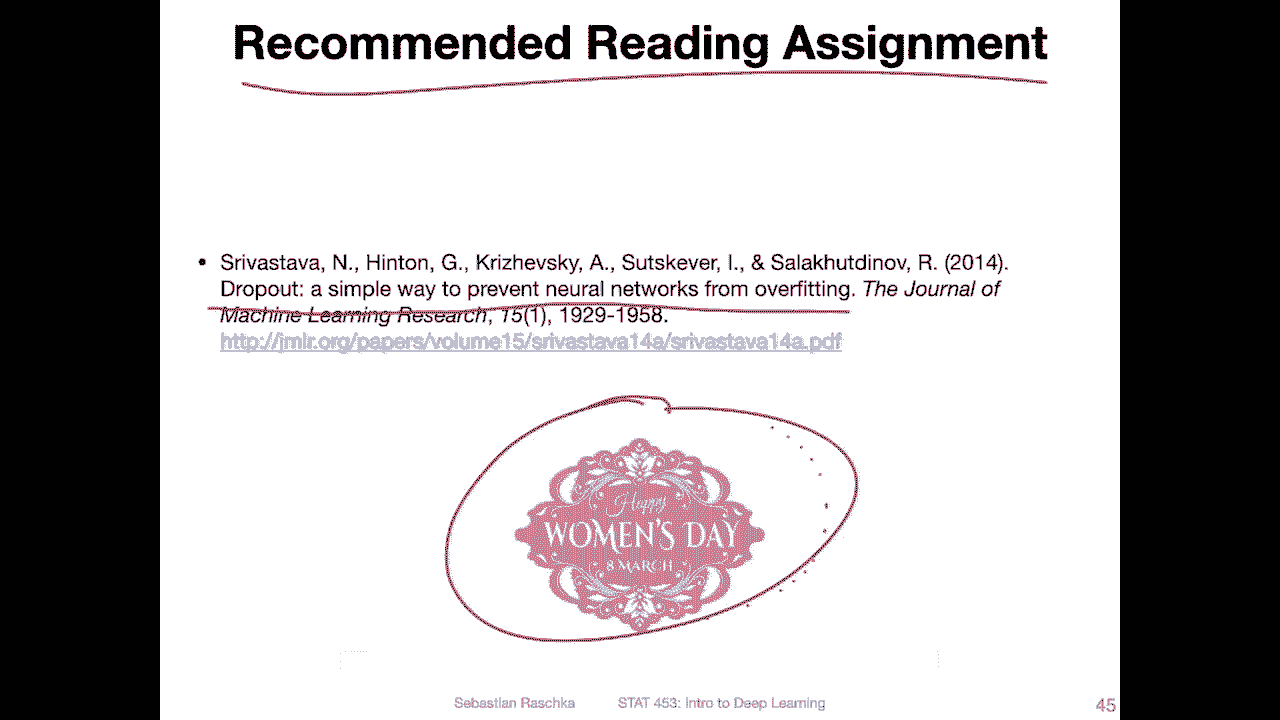 Recommended Reading Assignment
• Srivastava, N., Hinton, G., Krizhevsky, A., Sutskever, I., & Salakhutdinov, R. (2014).
Dropout: a simple way to prevent neural networks from overfitting. The Journal of
Machine Learning Research, 15(1), 1929-1958.
http://jmlr.org/papers/volume15/srivastava14a/srivastava14a.pdf
Happy
WOMEN'S DAY
8 MARCH
Sebastian Raschka STAT 453: Intro to Deep Learning 45